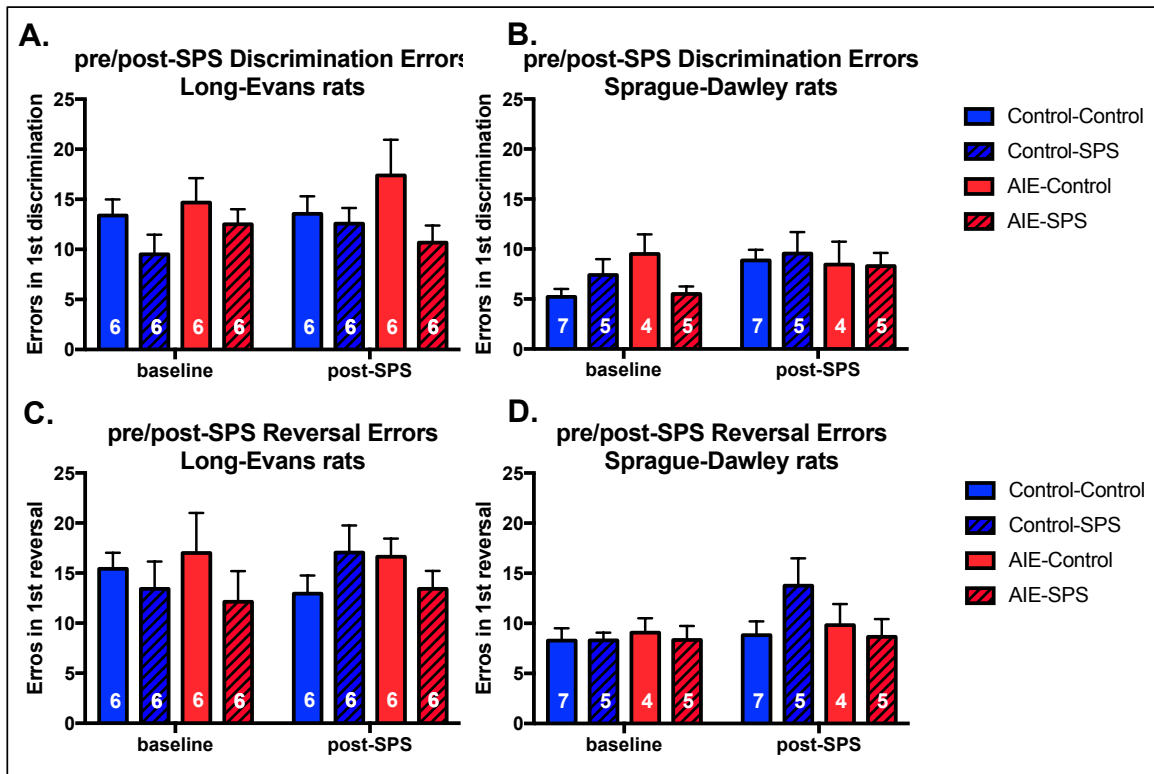 A.
pre/post-SPS Discrimination Errors
Long-Evans rats
25
20
15
10
5
0
Errors in 1st discrimination
6 6 6 6 6 6 6 6
baseline post-SPS
B.
pre/post-SPS Discrimination Errors
Sprague-Dawley rats
25
20
15
10
5
0
Errors in 1st discrimination
7 5 4 5 7 5 4 5
baseline post-SPS
Control-Control
Control-SPS
AIE-Control
AIE-SPS
C.
pre/post-SPS Reversal Errors
Long-Evans rats
25
20
15
10
5
0
Erros in 1st reversal
6 6 6 6 6 6 6 6
baseline post-SPS
D.
pre/post-SPS Reversal Errors
Sprague-Dawley rats
25
20
15
10
5
0
Erros in 1st reversal
7 5 4 5 7 5 4 5
baseline post-SPS
Control-Control
Control-SPS
AIE-Control
AIE-SPS